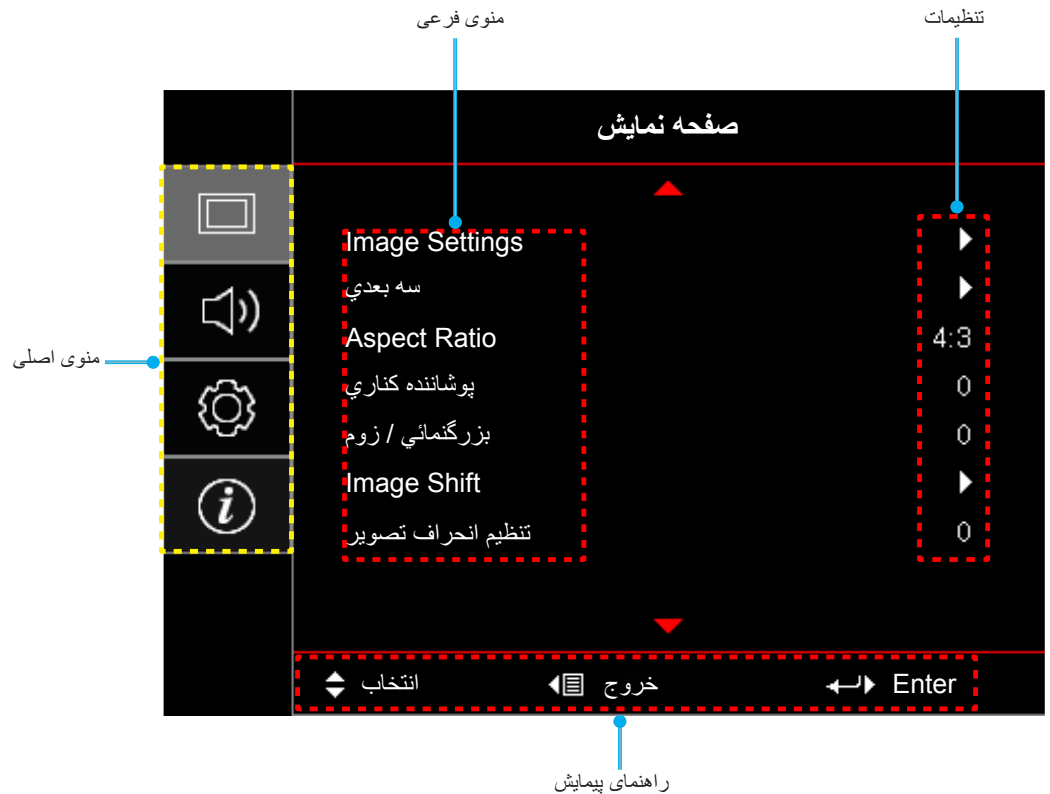 منوی فرعی
تنظیمات
صفحه نمایش
Image Settings
سه بعدي
Aspect Ratio 4:3
پوشاننده كناري 0
بزرگنمائي / زوم 0
Image Shift
تنظيم انحراف تصوير 0
منوی اصلی
انتخاب خروج Enter
راهنمای پیمایش